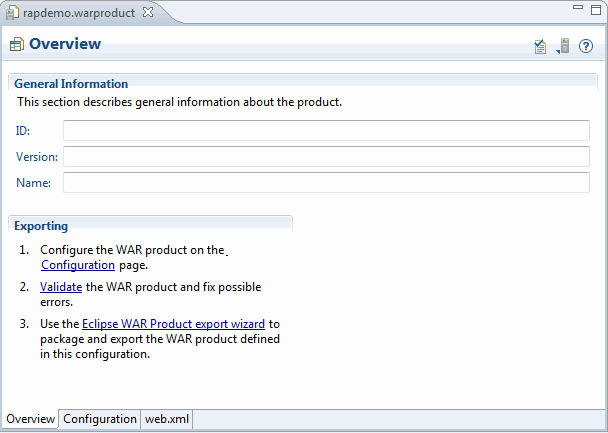 rapdemo.warproduct
Overview
General Information
This section describes general information about the product.
ID:
Version:
Name:
Exporting
1. Configure the WAR product on the
Configuration page.
2. Validate the WAR product and fix possible
errors.
3. Use the Eclipse WAR Product export wizard to
package and export the WAR product defined
in this configuration.
Overview Configuration web.xml